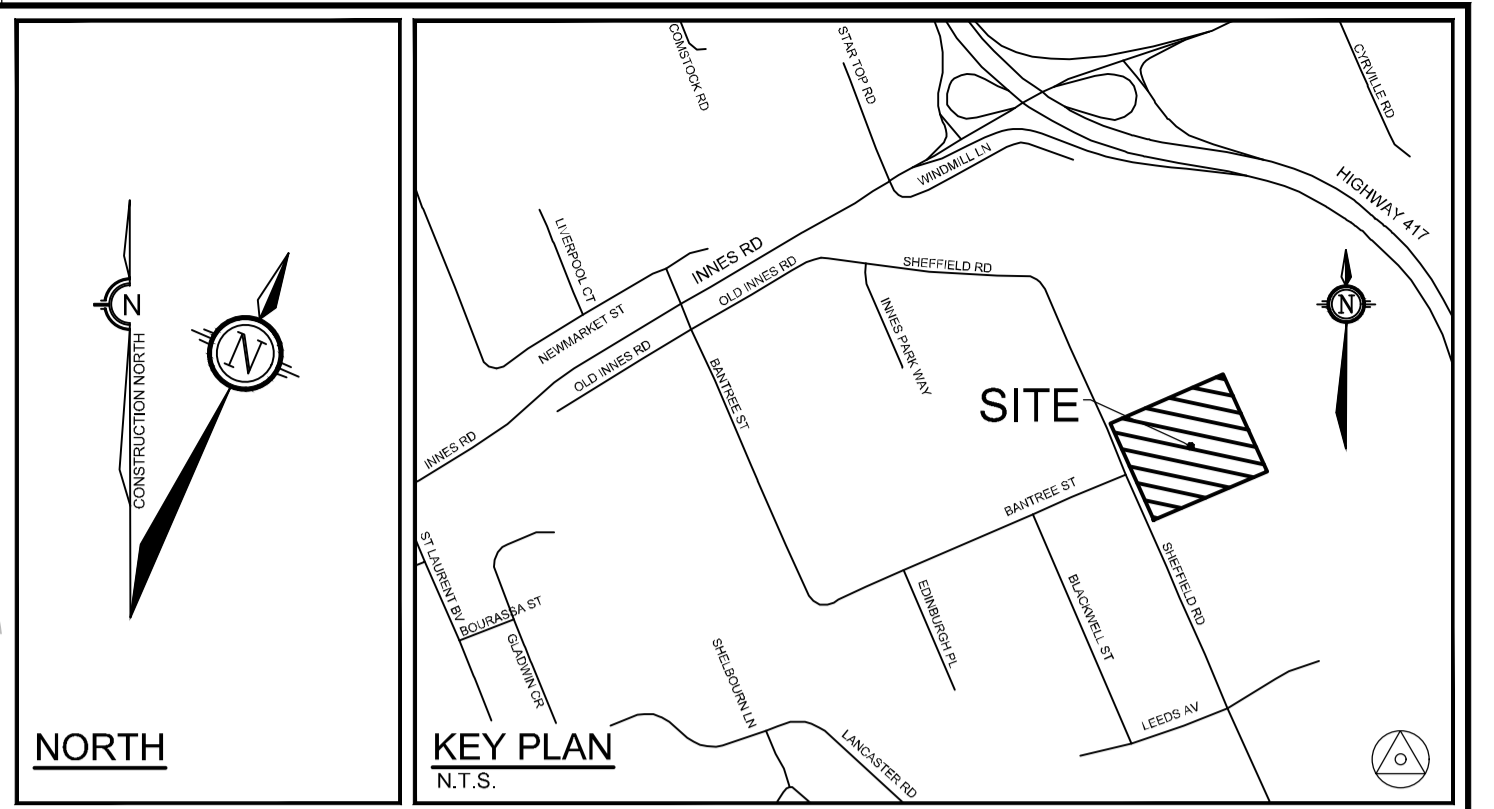 N
N
CONSTRUCTION NORTH
NORTH
COMSTOCK RD
STAR TOP RD
CYRVILLE RD
WINDMILL LN
HIGHWAY 417
LIVERPOOL CT
INNES RD
SHEFFIELD RD
OLD INNES RD
NEWMARKET ST
INNES PARK WAY
N
OLD INNES RD
BANTREE ST
SITE
INNES RD
BANTREE ST
ST LAURENT BV
SHEFFIELD RD
BLACKWELL ST
EDINBURGH PL
BOURASSA ST
GLADWIN CR
SHELBOURN LN
LEEDS AV
LANCASTER RD
KEY PLAN
N.T.S.